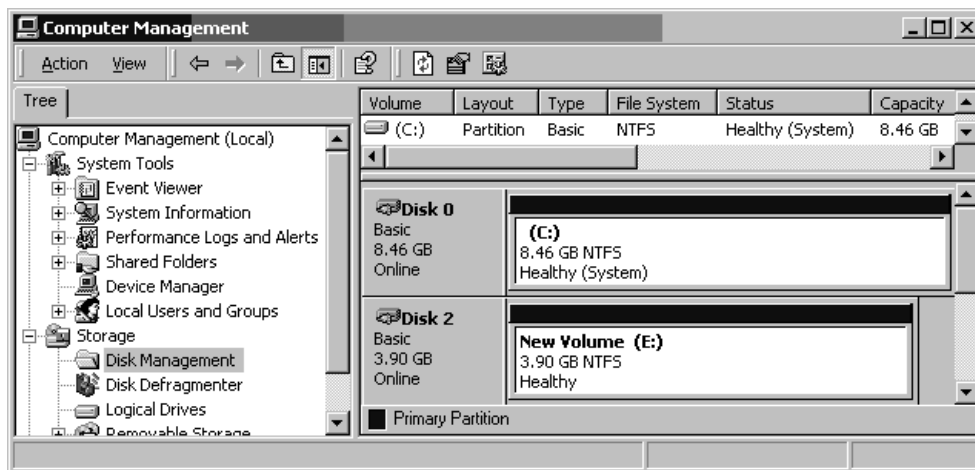 Computer Management
Action View
Tree
Computer Management (Local)
System Tools
Event Viewer
System Information
Performance Logs and Alerts
Shared Folders
Device Manager
Local Users and Groups
Storage
Disk Management
Disk Defragmenter
Logical Drives
Removable Storage
Volume Layout Type File System Status Capacity
(C:) Partition Basic NTFS Healthy (System) 8.46 GB
Disk 0
Basic
8.46 GB
Online
(C:)
8.46 GB NTFS
Healthy (System)
Disk 2
Basic
3.90 GB
Online
New Volume (E:)
3.90 GB NTFS
Healthy
Primary Partition